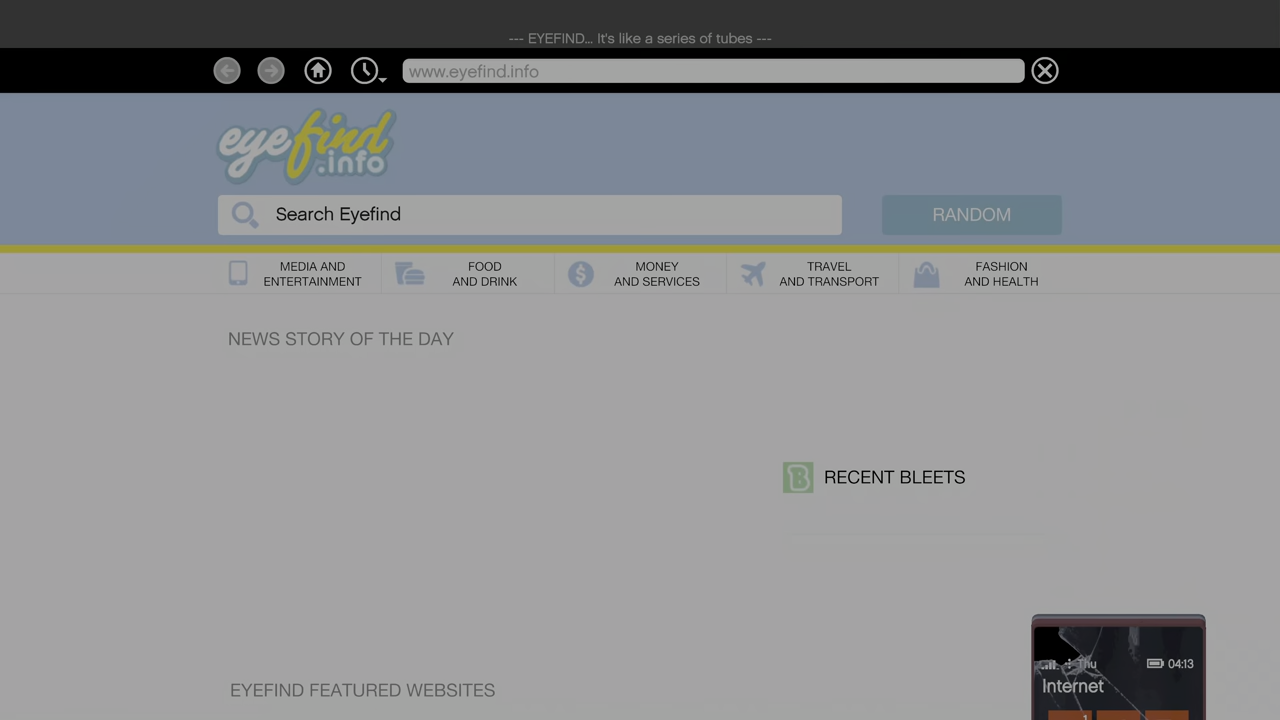 --- EYEFIND... It's like a series of tubes ---
www.eyefind.info
eyefind
.info
Search Eyefind
RANDOM
MEDIA AND
ENTERTAINMENT
FOOD
AND DRINK
MONEY
AND SERVICES
TRAVEL
AND TRANSPORT
FASHION
AND HEALTH
NEWS STORY OF THE DAY
B RECENT BLEETS
EYEFIND FEATURED WEBSITES
Thu 04:13
Internet
1